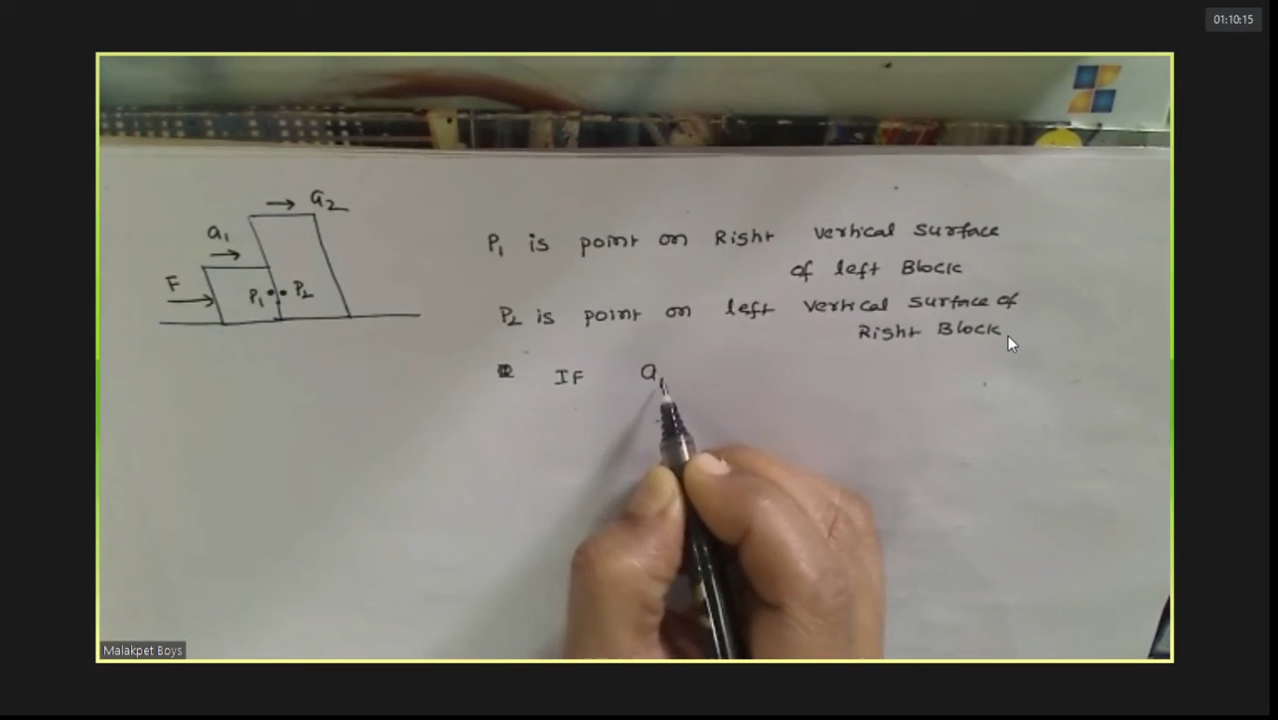 01:10:15
a2
a1
F
P1 P2
P1 is point on Right vertical surface
of left Block
P2 is point on left vertical surface of
Right Block
IF a1
Malakpet Boys